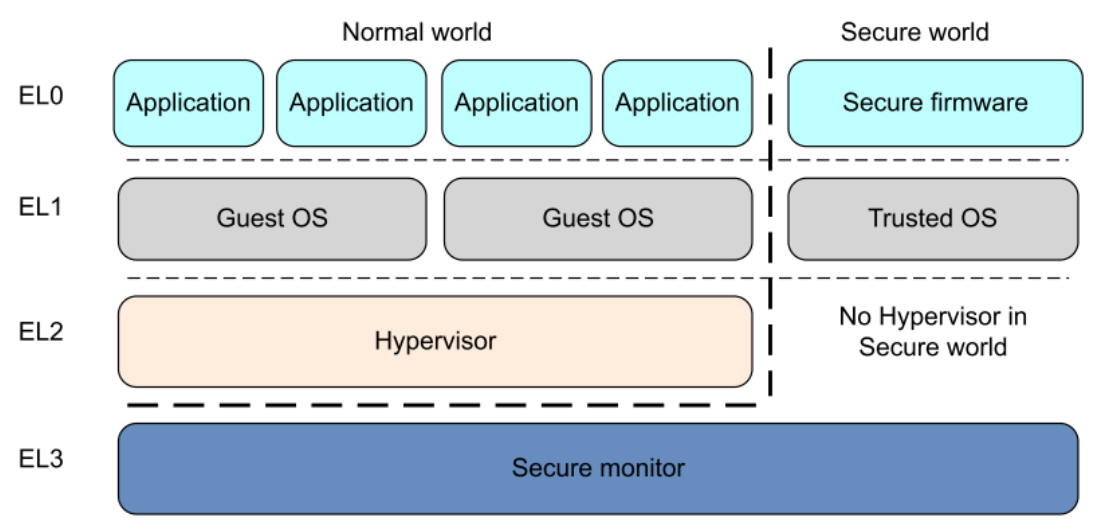 Normal world
Secure world
EL0
Application
Application
Application
Application
Secure firmware
EL1
Guest OS
Guest OS
Trusted OS
EL2
Hypervisor
No Hypervisor in
Secure world
EL3
Secure monitor